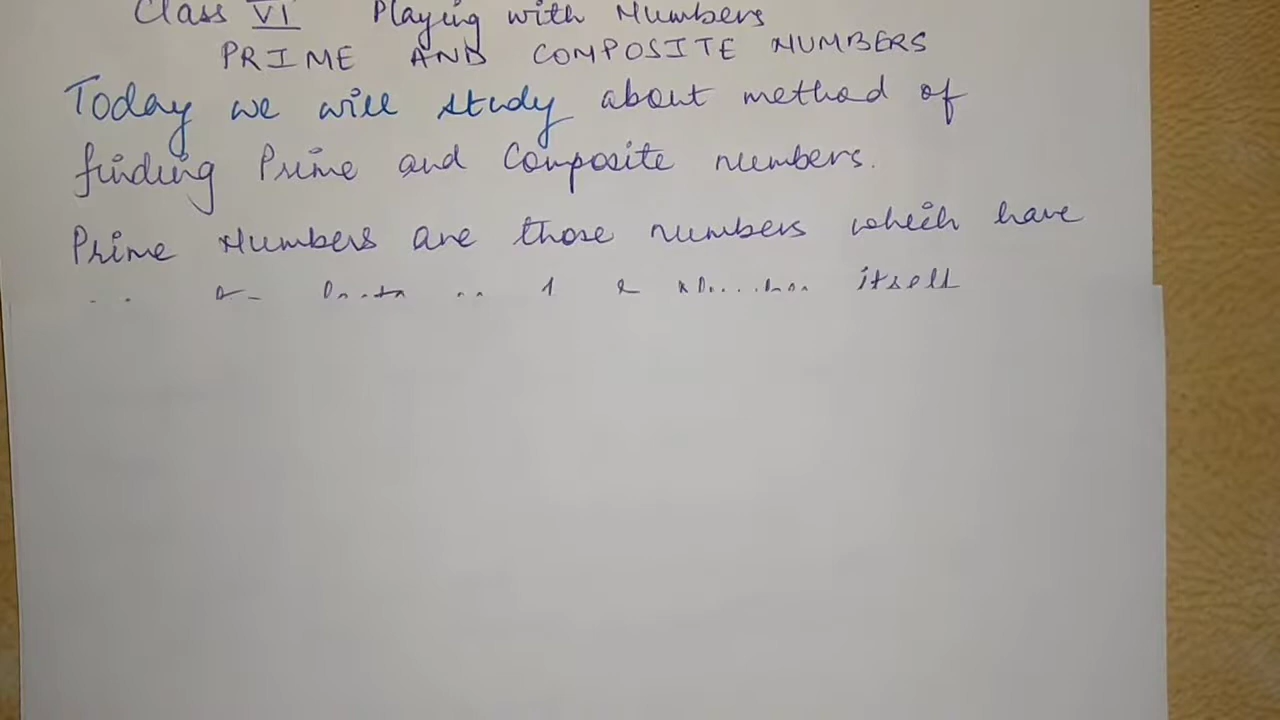 Class VI Playing with Numbers
PRIME AND COMPOSITE NUMBERS
Today we will study about method of
finding Prime and Composite numbers.
Prime Numbers are those numbers which have
1 & itself